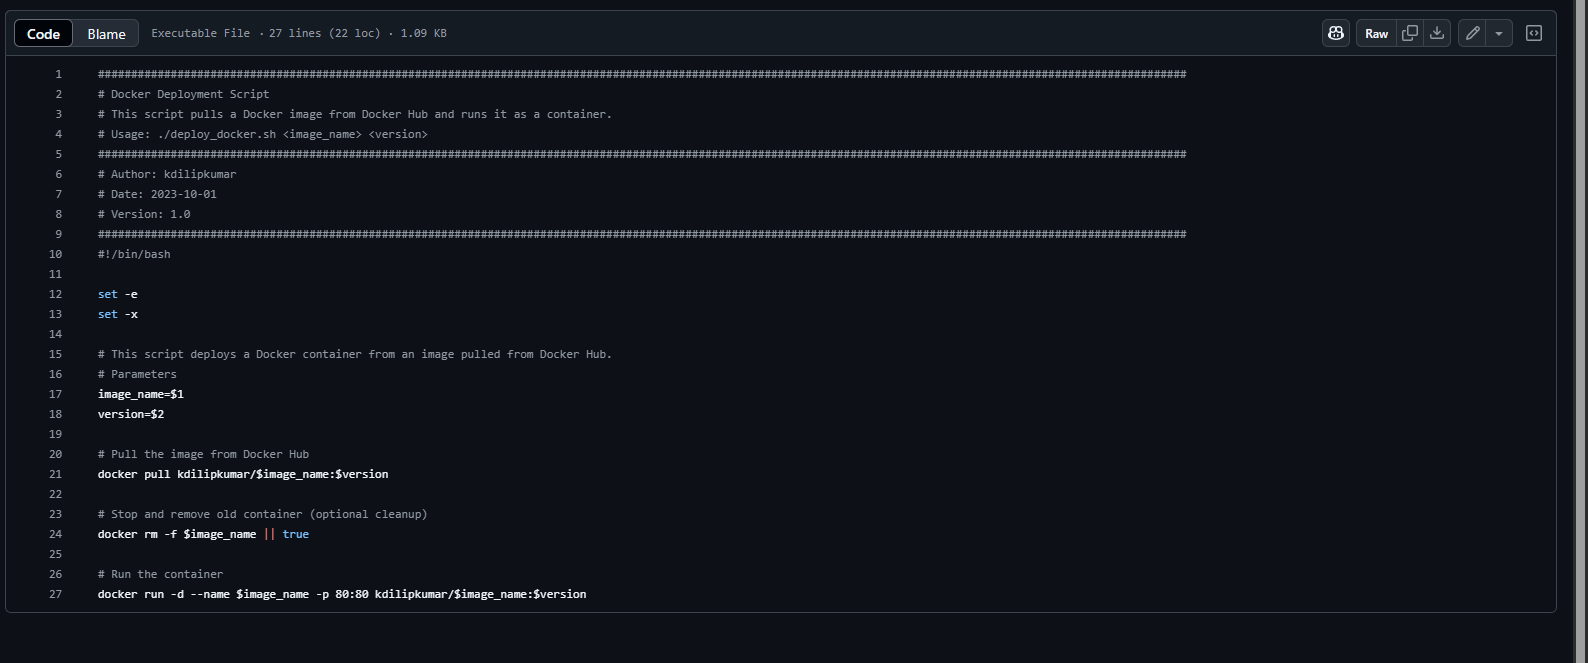 Code Blame Executable File · 27 lines (22 loc) · 1.09 KB Raw
1 #####################################################################################################################################################################
2 # Docker Deployment Script
3 # This script pulls a Docker image from Docker Hub and runs it as a container.
4 # Usage: ./deploy_docker.sh <image_name> <version>
5 #####################################################################################################################################################################
6 # Author: kdilipkumar
7 # Date: 2023-10-01
8 # Version: 1.0
9 #####################################################################################################################################################################
10 #!/bin/bash
11
12 set -e
13 set -x
14
15 # This script deploys a Docker container from an image pulled from Docker Hub.
16 # Parameters
17 image_name=$1
18 version=$2
19
20 # Pull the image from Docker Hub
21 docker pull kdilipkumar/$image_name:$version
22
23 # Stop and remove old container (optional cleanup)
24 docker rm -f $image_name || true
25
26 # Run the container
27 docker run -d --name $image_name -p 80:80 kdilipkumar/$image_name:$version